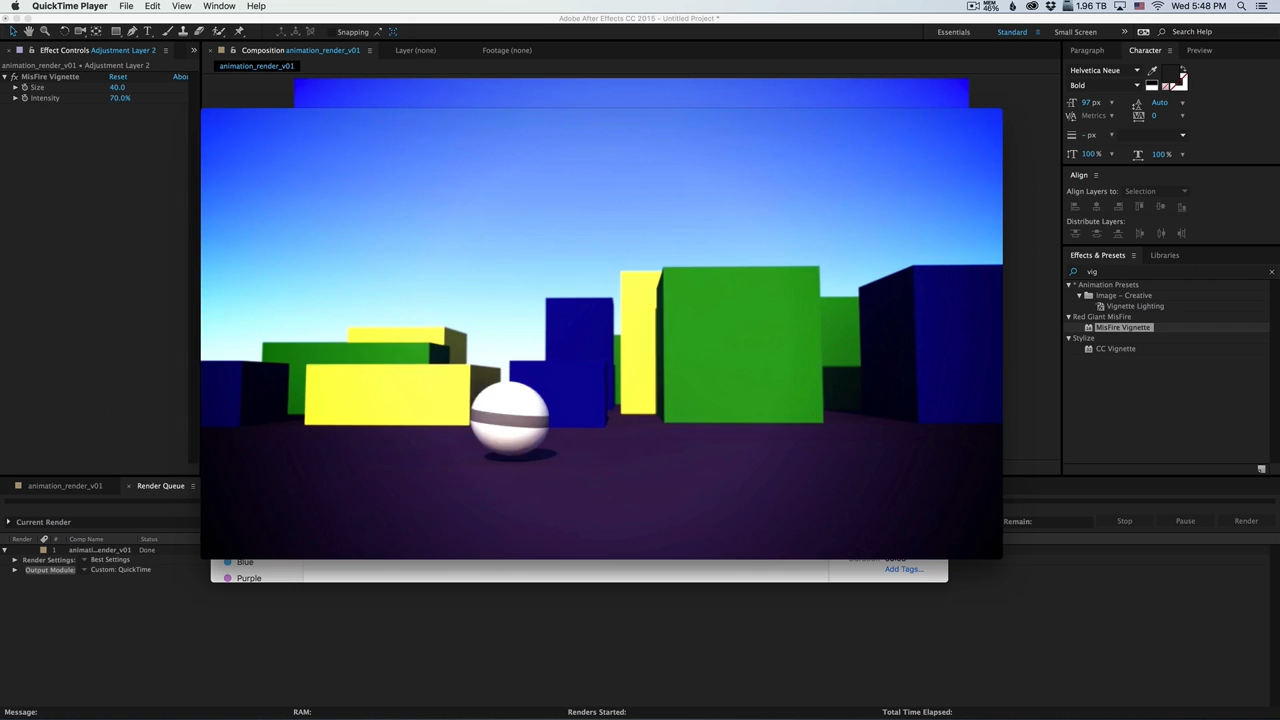 QuickTime Player File Edit View Window Help
MEM 46% 1.96 TB Wed 5:48 PM
Adobe After Effects CC 2015 - Untitled Project *
Snapping
Essentials Standard Small Screen Search Help
Effect Controls Adjustment Layer 2
Composition animation_render_v01
Layer (none)
Footage (none)
Paragraph Character Preview
animation_render_v01 • Adjustment Layer 2
animation_render_v01
MisFire Vignette Reset Abou
Size 40.0
Intensity 70.0%
Helvetica Neue
Bold
97 px Auto
Metrics 0
- px
100 % 100 %
Align
Align Layers to: Selection
Distribute Layers:
Effects & Presets Libraries
vig
* Animation Presets
Image – Creative
Vignette Lighting
Red Giant MisFire
MisFire Vignette
Stylize
CC Vignette
animation_render_v01 Render Queue
Current Render
Remain: Stop Pause Render
Render # Comp Name Status
1 animati...ender_v01 Done
Render Settings: Best Settings
Output Module: Custom: QuickTime
Blue
Purple
Add Tags...
Message: RAM: Renders Started: Total Time Elapsed: